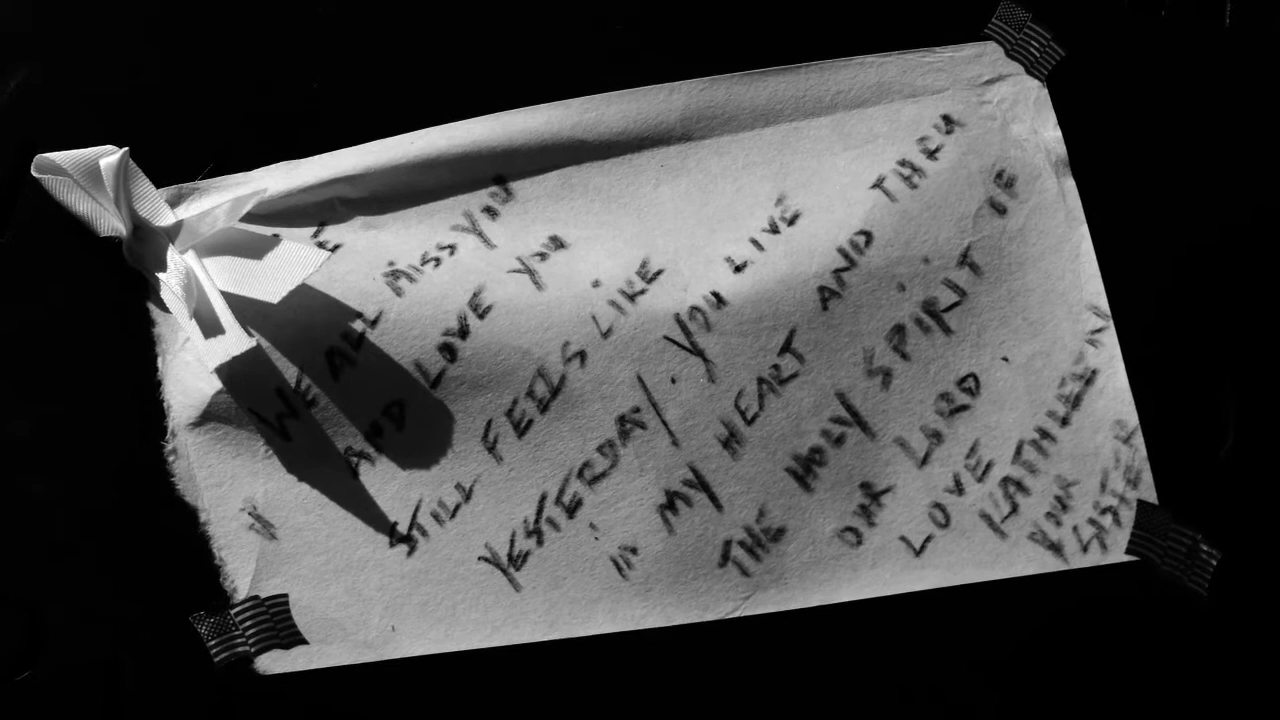 WE ALL MISS YOU
AND LOVE YOU
STILL FEELS LIKE
YESTERDAY. YOU LIVE
IN MY HEART AND THRU
THE HOLY SPIRIT OF
OUR LORD.
LOVE
KATHLEEN
YOUR
SISTER